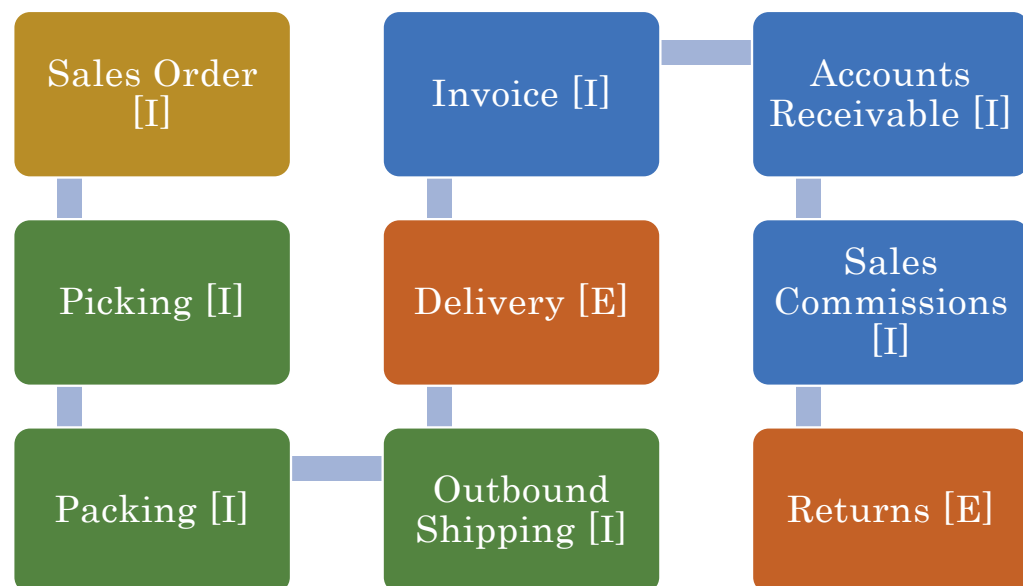 Sales Order
[I]
Picking [I]
Packing [I]
Outbound
Shipping [I]
Delivery [E]
Invoice [I]
Accounts
Receivable [I]
Sales
Commissions
[I]
Returns [E]